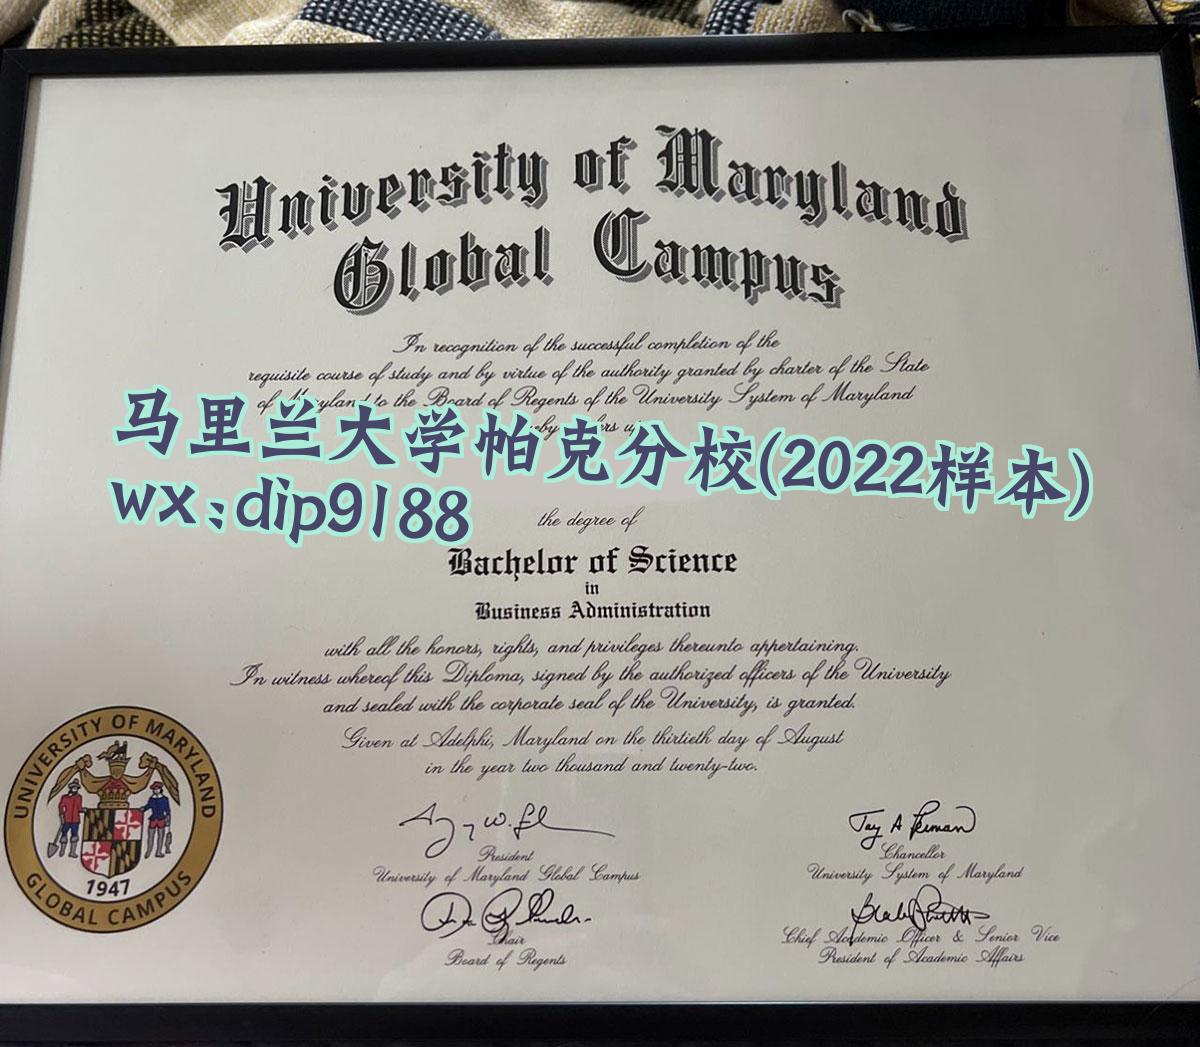 University of Maryland
Global Campus
In recognition of the successful completion of the
requisite course of study and by virtue of the authority granted by charter of the State
of Maryland to the Board of Regents of the University System of Maryland
马里兰大学帕克分校(2022样本)
wx:dip9188
the degree of
Bachelor of Science
in
Business Administration
with all the honors, rights, and privileges thereunto appertaining.
In witness whereof this Diploma, signed by the authorized officers of the University
and sealed with the corporate seal of the University, is granted.
Given at Adelphi, Maryland on the thirtieth day of August
in the year two thousand and twenty-two.
UNIVERSITY OF MARYLAND
1947
GLOBAL CAMPUS
President
University of Maryland Global Campus
Chair
Board of Regents
Jay A Perman
Chancellor
University System of Maryland
Chief Academic Officer & Senior Vice
President of Academic Affairs